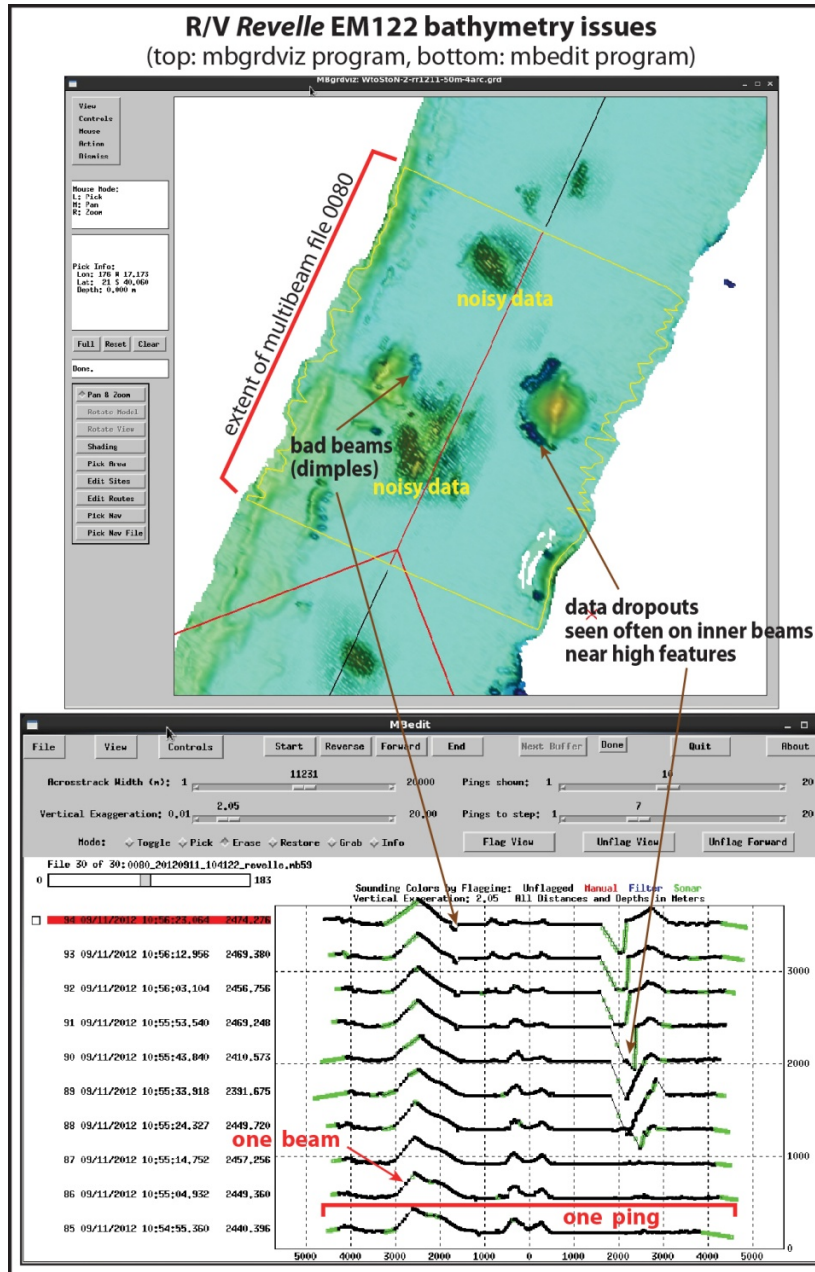 R/V Revelle EM122 bathymetry issues
(top: mbgrdviz program, bottom: mbedit program)
MBgrdviz: WtoStoN-2-rr1211-50m-4arc.grd
View
Controls
Mouse
Action
Dismiss
Mouse Mode:
L: Pick
M: Pan
R: Zoom
Pick Info:
Lon: 176 W 17.173
Lat: 21 S 40.060
Depth: 0.000 m
Full Reset Clear
Done.
Pan & Zoom
Rotate Model
Rotate View
Shading
Pick Area
Edit Sites
Edit Routes
Pick Nav
Pick Nav File
extent of multibeam file 0080
noisy data
bad beams
(dimples)
noisy data
data dropouts
seen often on inner beams
near high features
MBedit
File View Controls Start Reverse Forward End Next Buffer Done Quit About
Acrosstrack Width (m): 1 11231 20000 Pings shown: 1 10 20
Vertical Exaggeration: 0.01 2.05 20.00 Pings to step: 1 7 20
Mode: Toggle Pick Erase Restore Grab Info Flag View Unflag View Unflag Forward
File 30 of 30: 0080_20120911_104122_revelle.mb59
0 183
Sounding Colors by Flagging: Unflagged Manual Filter Sonar
Vertical Exaggeration: 2.05 All Distances and Depths in Meters
94 09/11/2012 10:56:23.064 2474.276
93 09/11/2012 10:56:12.956 2469.380
3000
92 09/11/2012 10:56:03.104 2456.756
91 09/11/2012 10:55:53.540 2469.248
90 09/11/2012 10:55:43.840 2410.573
2000
89 09/11/2012 10:55:33.918 2391.675
88 09/11/2012 10:55:24.327 2449.720
one beam
87 09/11/2012 10:55:14.752 2457.256
1000
86 09/11/2012 10:55:04.932 2449.360
one ping
85 09/11/2012 10:54:55.360 2440.396
0
5000 4000 3000 2000 1000 0 1000 2000 3000 4000 5000